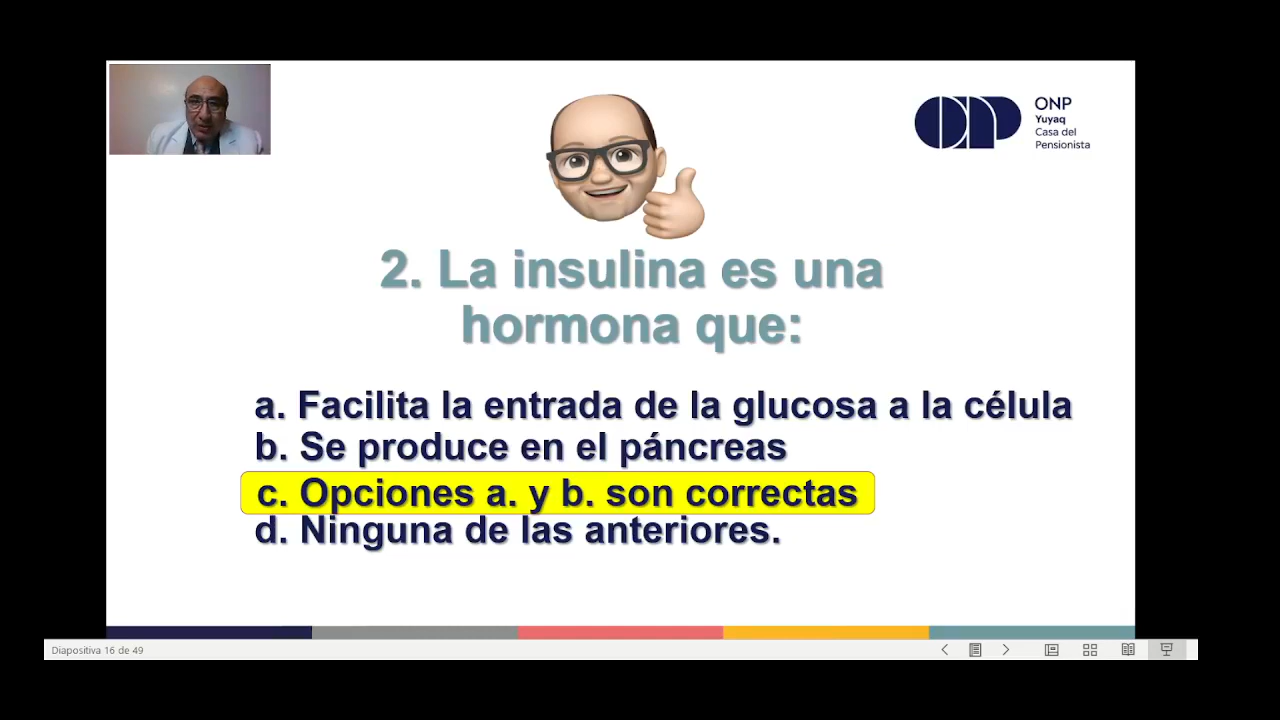 ONP
Yuyaq
Casa del
Pensionista
2. La insulina es una
hormona que:
a. Facilita la entrada de la glucosa a la célula
b. Se produce en el páncreas
c. Opciones a. y b. son correctas
d. Ninguna de las anteriores.
Diapositiva 16 de 49